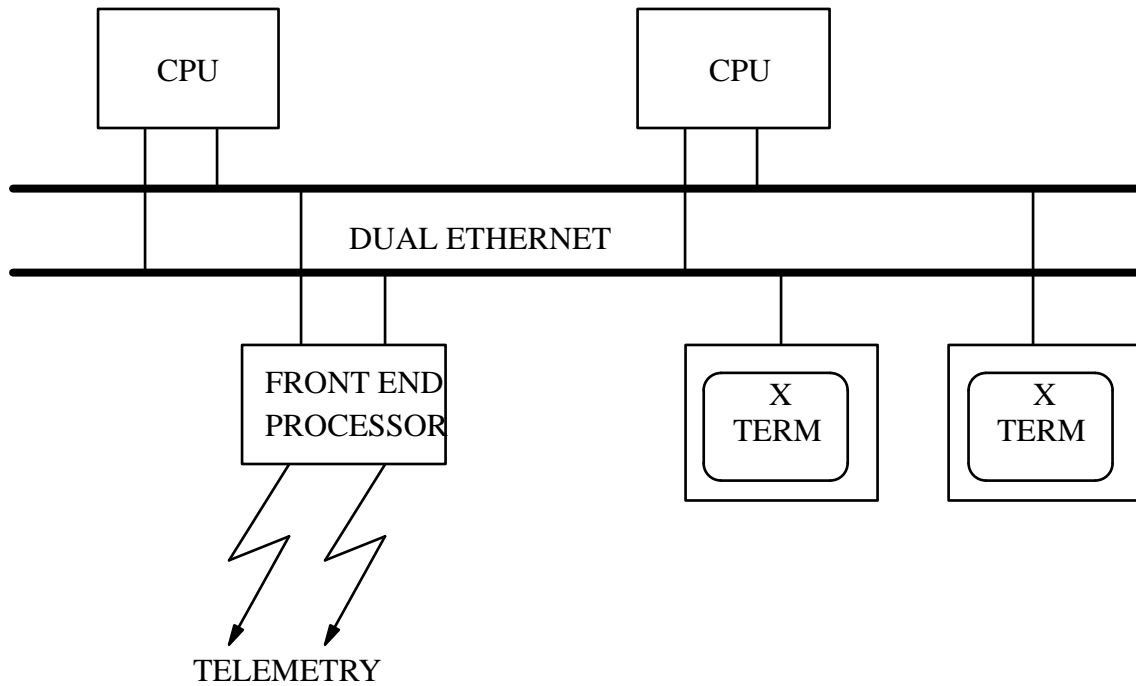 CPU
CPU
DUAL ETHERNET
FRONT END
PROCESSOR
X
TERM
X
TERM
TELEMETRY